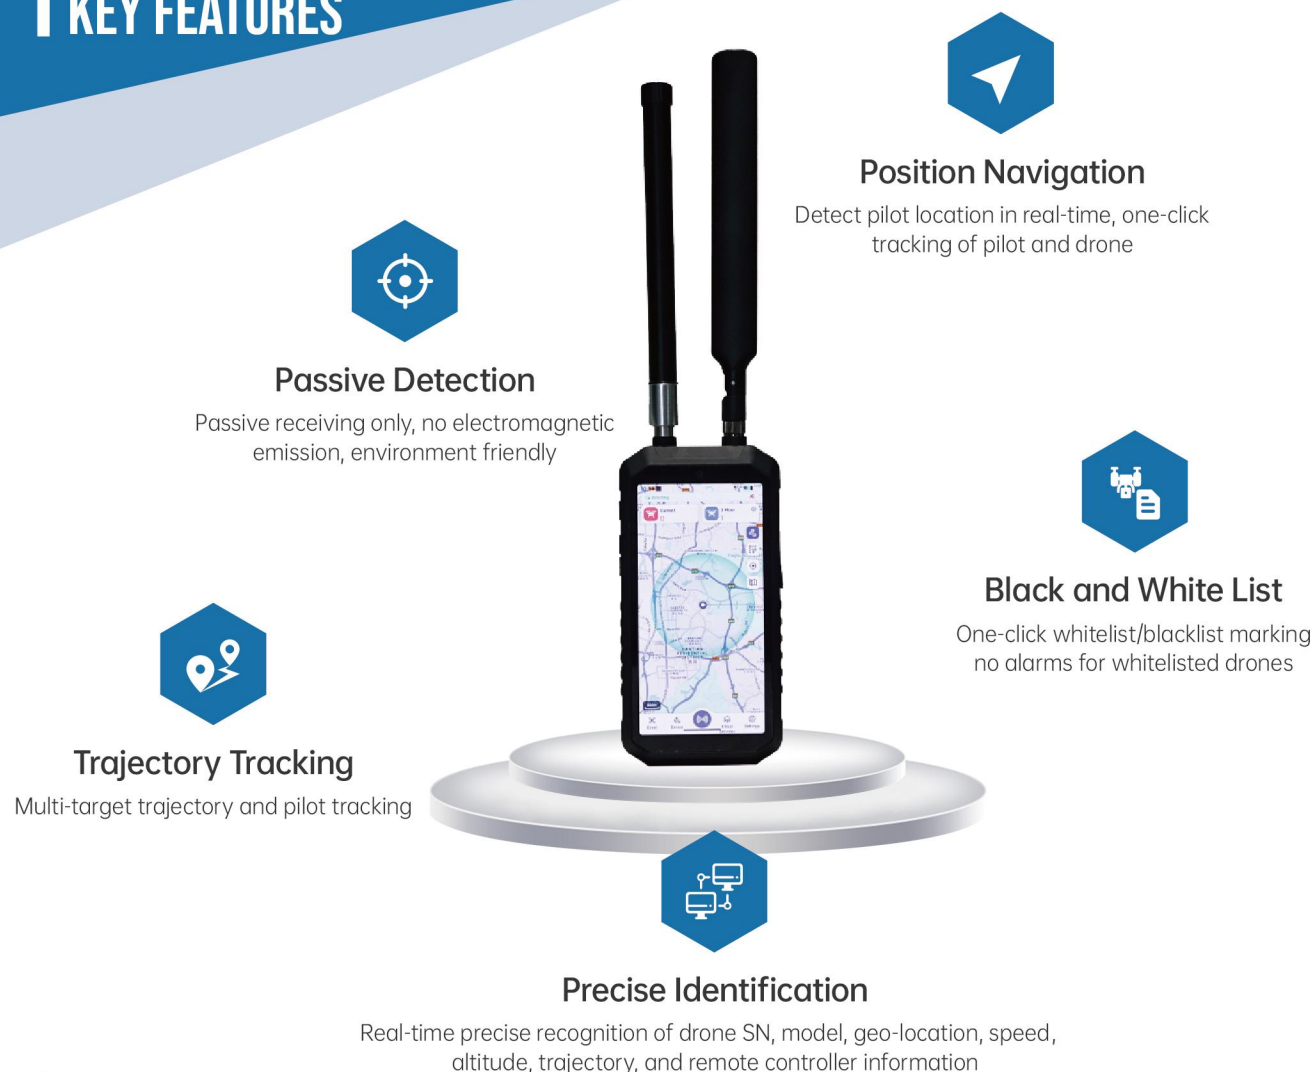 KEY FEATURES
Position Navigation
Detect pilot location in real-time, one-click
tracking of pilot and drone
Passive Detection
Passive receiving only, no electromagnetic
emission, environment friendly
Black and White List
One-click whitelist/blacklist marking
no alarms for whitelisted drones
Trajectory Tracking
Multi-target trajectory and pilot tracking
Precise Identification
Real-time precise recognition of drone SN, model, geo-location, speed,
altitude, trajectory, and remote controller information